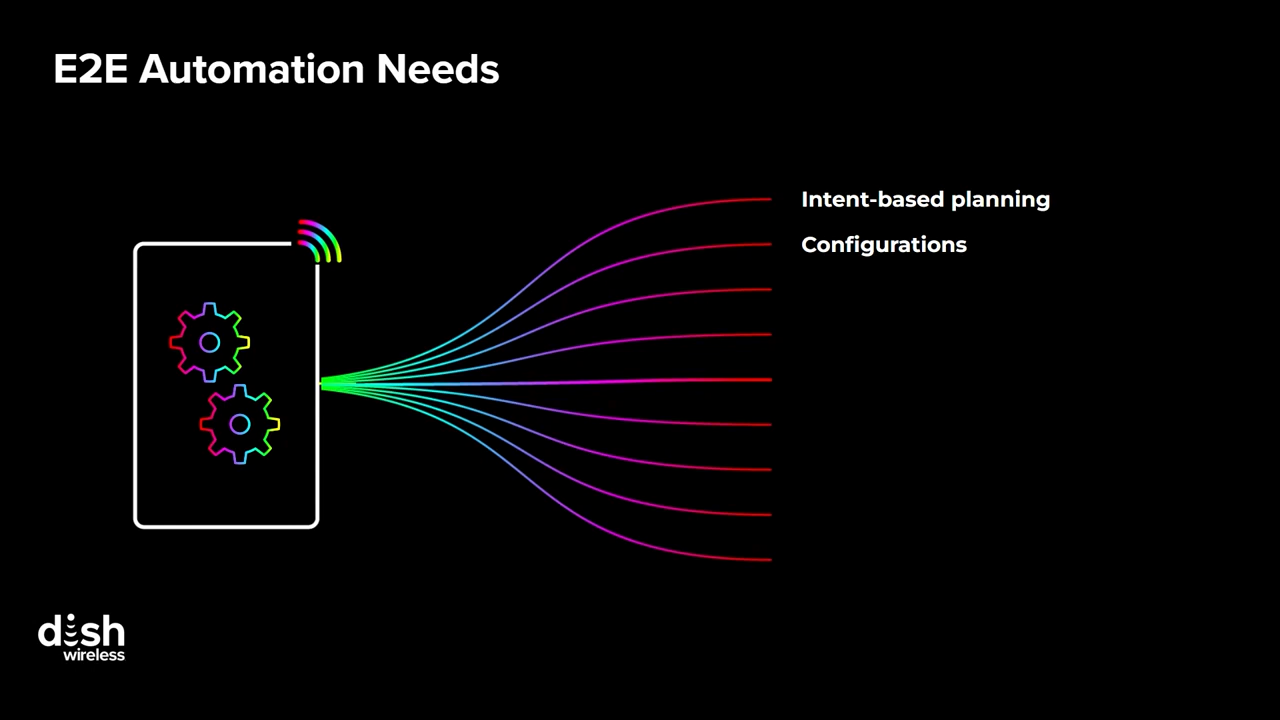 E2E Automation Needs
Intent-based planning
Configurations
dish
wireless